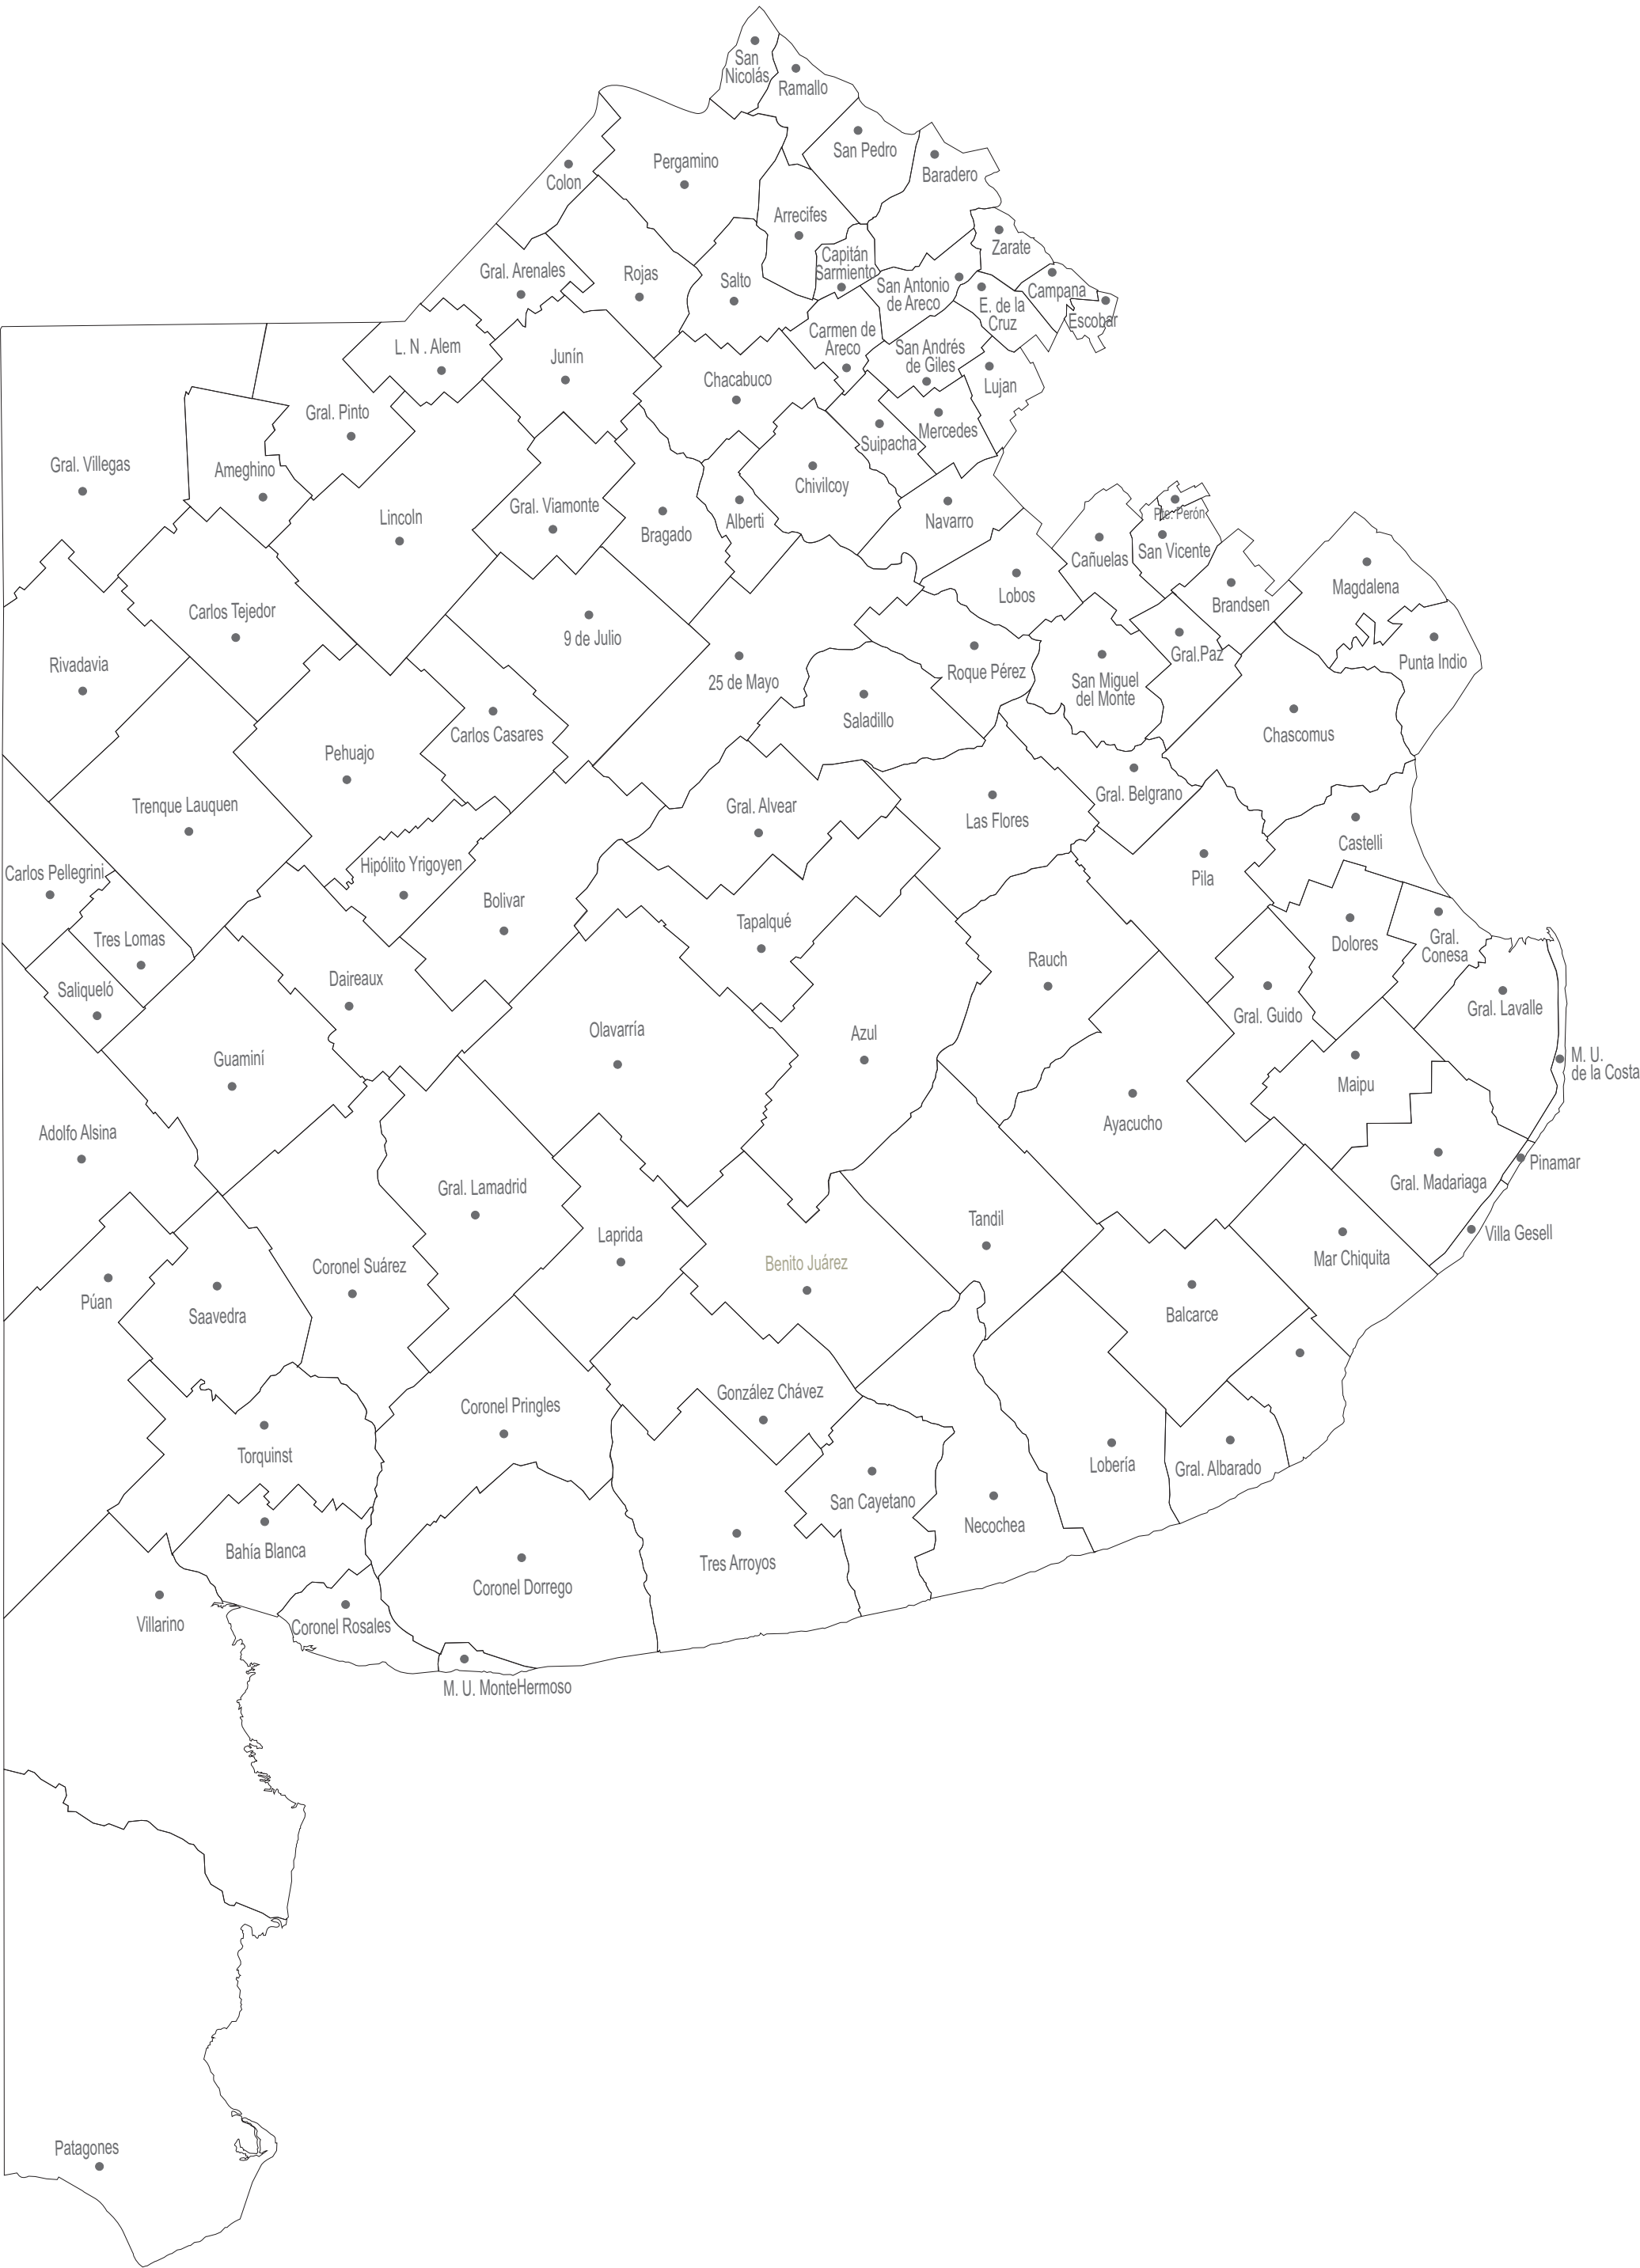 San
Nicolás
Ramallo
San Pedro
Pergamino
Baradero
Colon
Arrecifes
Zarate
Capitán
Sarmiento
Gral. Arenales
Rojas
Salto
San Antonio
de Areco
Campana
E. de la
Cruz
Escobar
Carmen de
Areco
L. N . Alem
Junín
San Andrés
de Giles
Chacabuco
Lujan
Gral. Pinto
Mercedes
Suipacha
Gral. Villegas
Ameghino
Chivilcoy
Lincoln
Gral. Viamonte
Bragado
Alberti
Navarro
Pte. Perón
San Vicente
Cañuelas
Magdalena
Carlos Tejedor
Lobos
Brandsen
9 de Julio
Rivadavia
Gral.Paz
Punta Indio
Roque Pérez
25 de Mayo
San Miguel
del Monte
Saladillo
Carlos Casares
Chascomus
Pehuajo
Trenque Lauquen
Gral. Alvear
Gral. Belgrano
Las Flores
Castelli
Carlos Pellegrini
Hipólito Yrigoyen
Pila
Bolivar
Tapalqué
Tres Lomas
Dolores
Gral.
Conesa
Rauch
Daireaux
Saliqueló
Gral. Lavalle
Gral. Guido
Olavarría
Azul
Guaminí
M. U.
de la Costa
Maipu
Adolfo Alsina
Ayacucho
Pinamar
Gral. Lamadrid
Gral. Madariaga
Tandil
Laprida
Villa Gesell
Coronel Suárez
Benito Juárez
Mar Chiquita
Púan
Saavedra
Balcarce
González Chávez
Coronel Pringles
Torquinst
Lobería
Gral. Albarado
San Cayetano
Necochea
Bahía Blanca
Tres Arroyos
Coronel Dorrego
Villarino
Coronel Rosales
M. U. MonteHermoso
Patagones